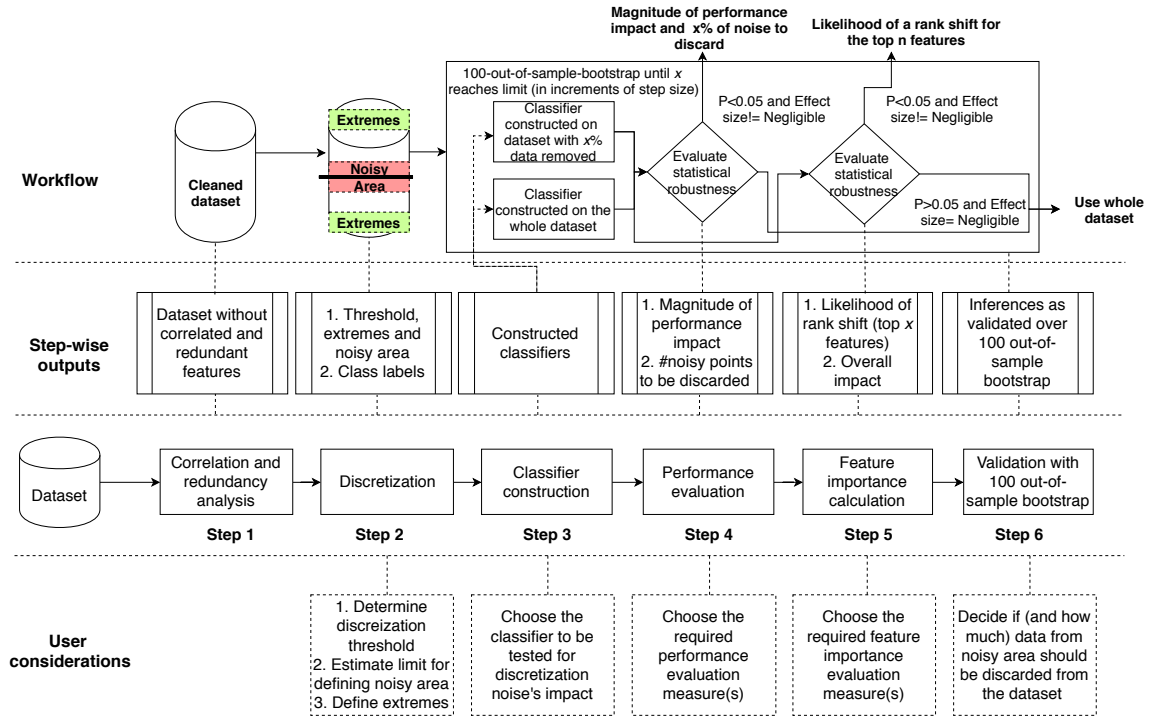 Magnitude of performance
impact and x% of noise to
discard
Likelihood of a rank shift for
the top n features
100-out-of-sample-bootstrap until x
reaches limit (in increments of step size)
Classifier
constructed on
dataset with x%
data removed
Classifier
constructed on the
whole dataset
P<0.05 and Effect
size!= Negligible
P<0.05 and Effect
size!= Negligible
Evaluate
statistical
robustness
Evaluate
statistical
robustness
P>0.05 and Effect
size= Negligible
Use whole
dataset
Workflow
Cleaned
dataset
Extremes
Noisy
Area
Extremes
Step-wise
outputs
Dataset without
correlated and
redundant
features
1. Threshold,
extremes and
noisy area
2. Class labels
Constructed
classifiers
1. Magnitude of
performance
impact
2. #noisy points
to be discarded
1. Likelihood of
rank shift (top x
features)
2. Overall
impact
Inferences as
validated over
100 out-of-
sample
bootstrap
Dataset
Correlation and
redundancy
analysis
Discretization
Classifier
construction
Performance
evaluation
Feature
importance
calculation
Validation with
100 out-of-
sample bootstrap
Step 1
Step 2
Step 3
Step 4
Step 5
Step 6
User
considerations
1. Determine
discreization
threshold
2. Estimate limit for
defining noisy area
3. Define extremes
Choose the
classifier to be
tested for
discretization
noise's impact
Choose the
required
performance
evaluation
measure(s)
Choose the
required feature
importance
evaluation
measure(s)
Decide if (and how
much) data from
noisy area should
be discarded from
the dataset